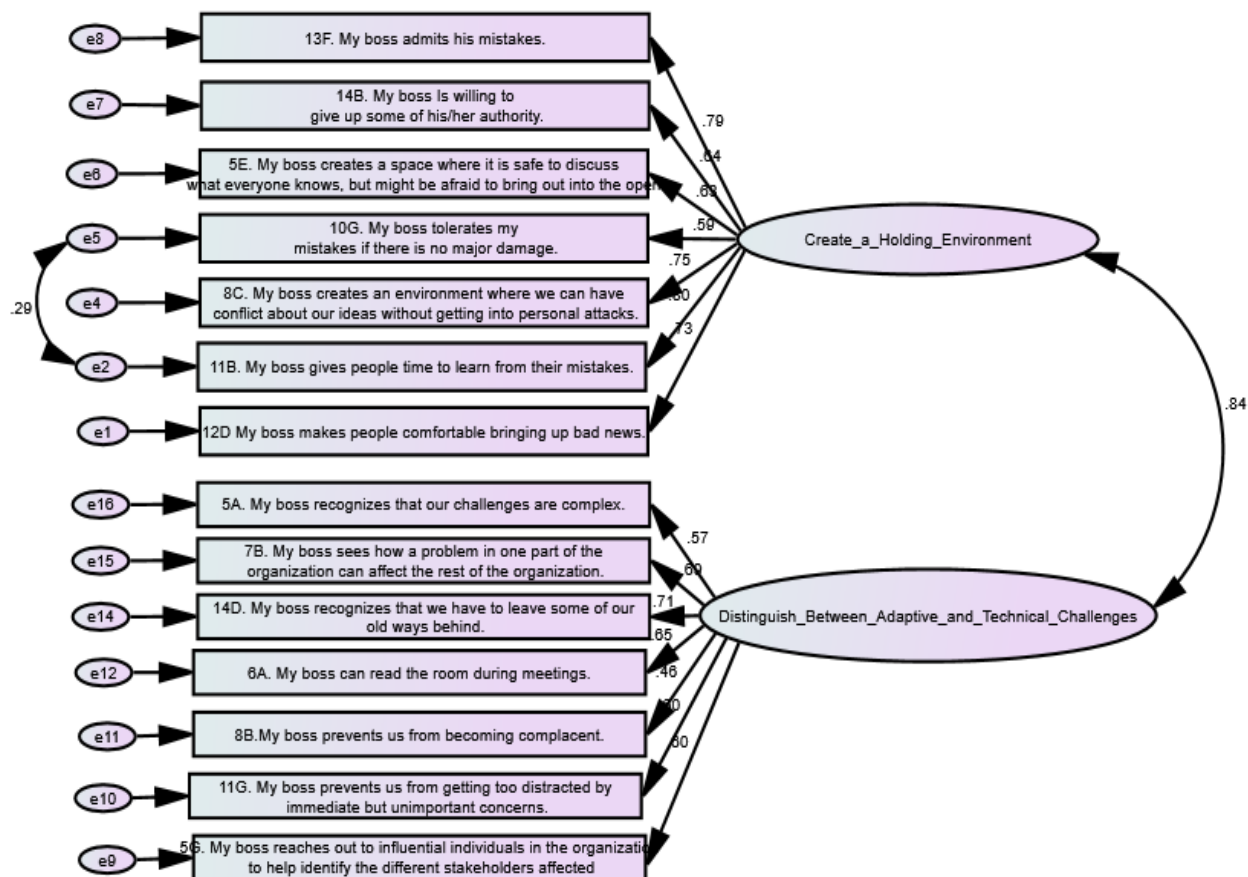 e8
13F. My boss admits his mistakes.
e7
14B. My boss Is willing to
give up some of his/her authority.
e6
5E. My boss creates a space where it is safe to discuss
what everyone knows, but might be afraid to bring out into the open
e5
10G. My boss tolerates my
mistakes if there is no major damage.
e4
8C. My boss creates an environment where we can have
conflict about our ideas without getting into personal attacks.
e2
11B. My boss gives people time to learn from their mistakes.
e1
12D My boss makes people comfortable bringing up bad news.
.29
.79
.64
.63
.59
.75
.73
Create_a_Holding_Environment
.84
e16
5A. My boss recognizes that our challenges are complex.
e15
7B. My boss sees how a problem in one part of the
organization can affect the rest of the organization.
e14
14D. My boss recognizes that we have to leave some of our
old ways behind.
e12
6A. My boss can read the room during meetings.
e11
8B.My boss prevents us from becoming complacent.
e10
11G. My boss prevents us from getting too distracted by
immediate but unimportant concerns.
e9
5G. My boss reaches out to influential individuals in the organizatio
to help identify the different stakeholders affected
.57
.71
.65
.46
Distinguish_Between_Adaptive_and_Technical_Challenges